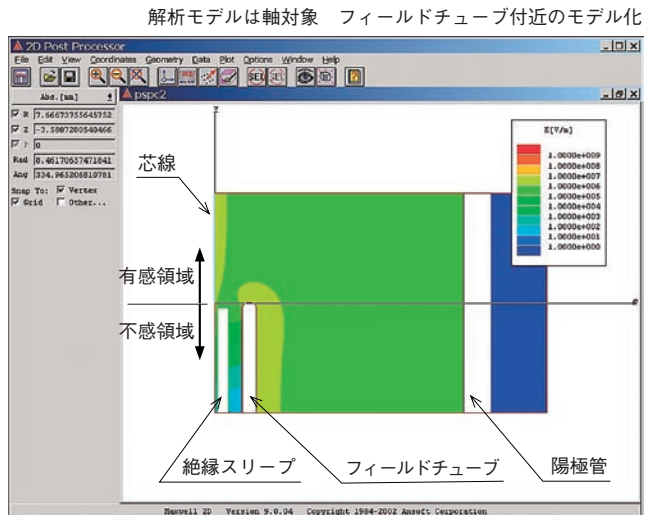 解析モデルは軸対象 フィールドチューブ付近のモデル化
2D Post Processor
File Edit View Coordinates Geometry Data Plot Options Window Help
Abs. [mm]
pspc2
R 7.66673755645752
Z -3.5807280540466
0
Rad 8.46170657471841
Ang 334.965206810781
Snap To: Vertex
Grid Other...
Z
E[V/m]
1.0000e+009
1.0000e+008
1.0000e+007
1.0000e+006
1.0000e+005
1.0000e+004
1.0000e+003
1.0000e+002
1.0000e+001
1.0000e+000
芯線
有感領域
不感領域
絶縁スリープ
フィールドチューブ
陽極管
Maxwell 2D Version 9.0.04 Copyright 1984-2002 Ansoft Corporation